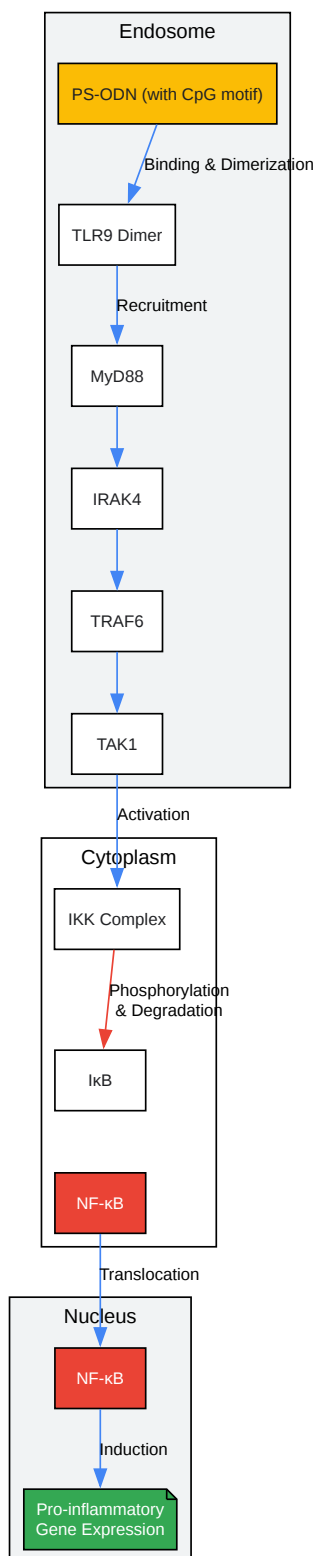 Endosome
PS-ODN (with CpG motif)
Binding & Dimerization
TLR9 Dimer
Recruitment
MyD88
IRAK4
TRAF6
TAK1
Activation
Cytoplasm
IKK Complex
Phosphorylation
& Degradation
IκB
NF-κB
Translocation
Nucleus
NF-κB
Induction
Pro-inflammatory
Gene Expression